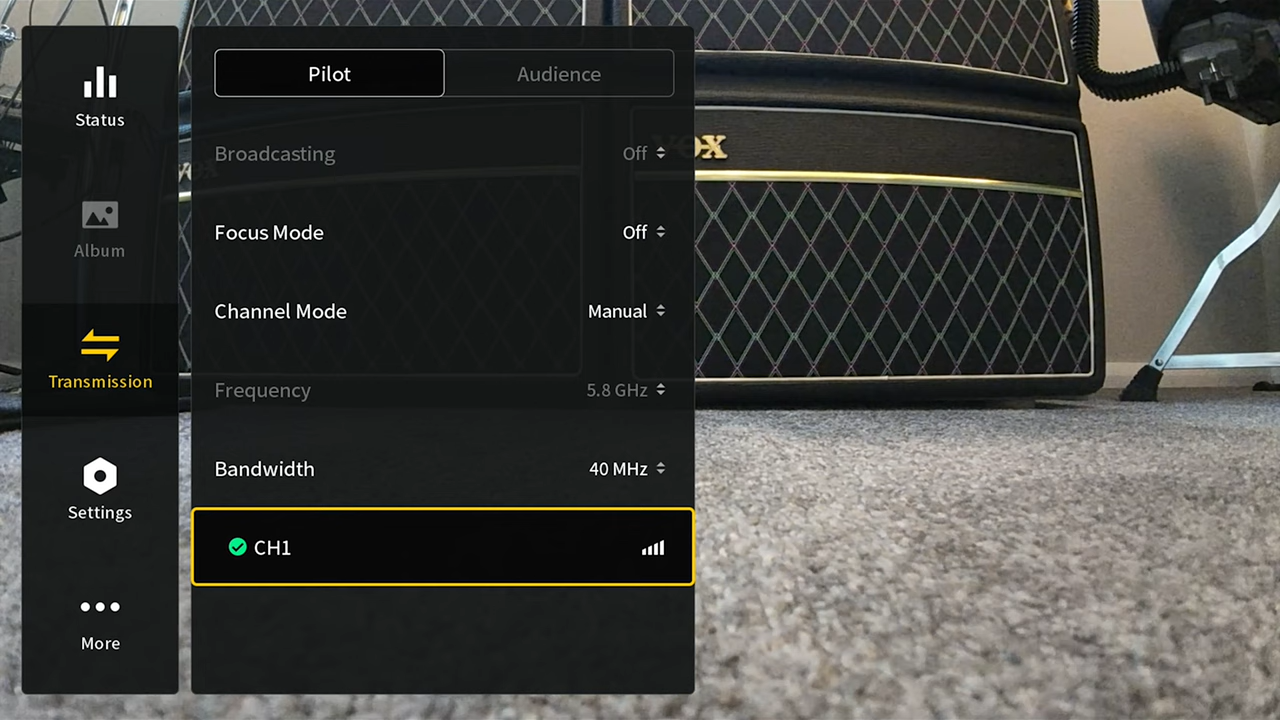 Status
Album
Transmission
Settings
More
Pilot
Audience
Broadcasting
Off
Focus Mode
Off
Channel Mode
Manual
Frequency
5.8 GHz
Bandwidth
40 MHz
CH1
VOX
VOX